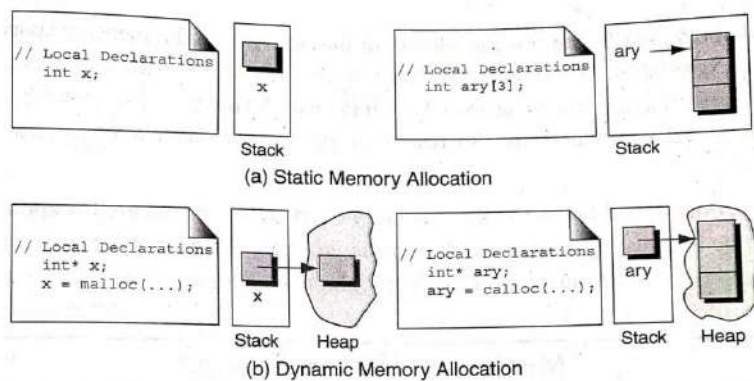 // Local Declarations
int x;
x
Stack
// Local Declarations
int ary[3];
ary
Stack
(a) Static Memory Allocation
// Local Declarations
int* x;
x = malloc(...);
x
Stack
Heap
// Local Declarations
int* ary;
ary = calloc(...);
ary
Stack
Heap
(b) Dynamic Memory Allocation